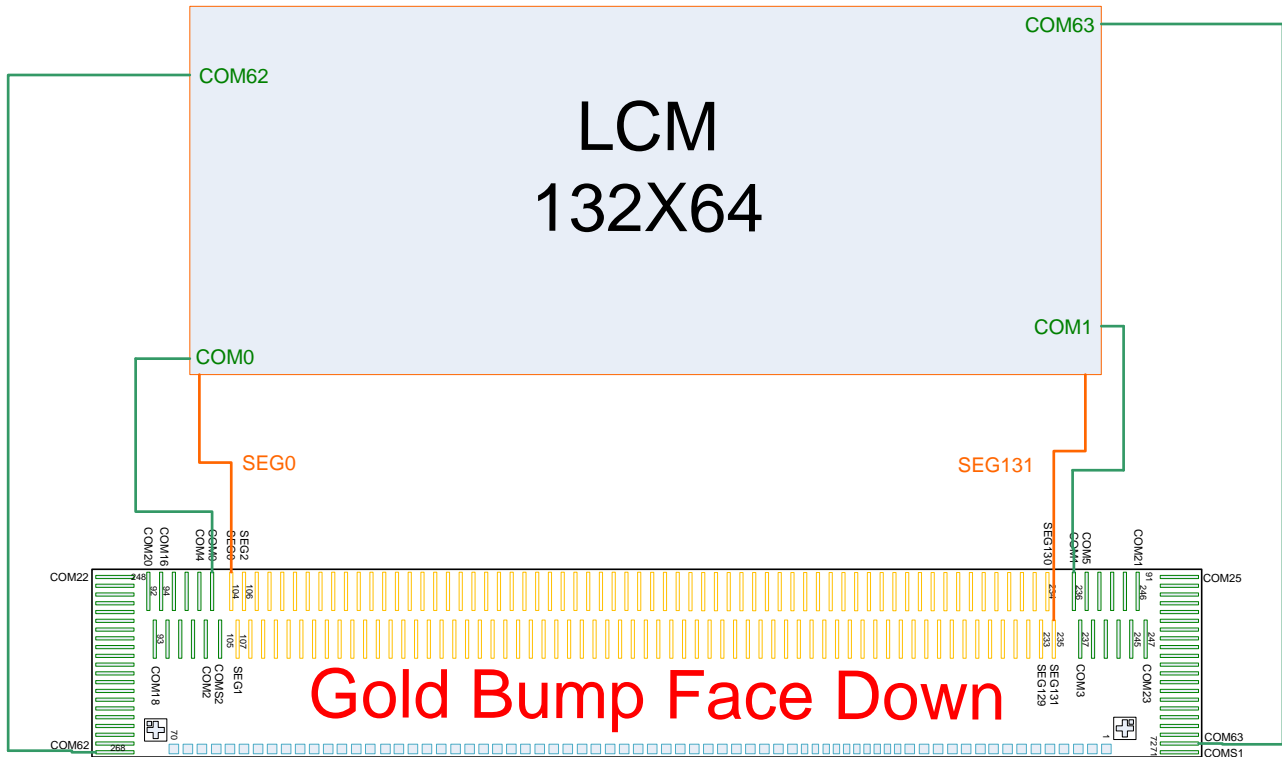 COM63
COM62
LCM
132X64
COM1
COM0
SEG0
SEG131
COM20
COM16
COM4
COM0
SEG0
SEG2
SEG130
COM1
COM5
COM21
COM22
248
92
94
104
106
234
236
246
91
COM25
93
105
107
233
235
237
245
247
COM18
COM2
COMS2
SEG1
SEG129
SEG131
COM3
COM23
Gold Bump Face Down
70
1
COM62
268
72
COM63
71
COMS1